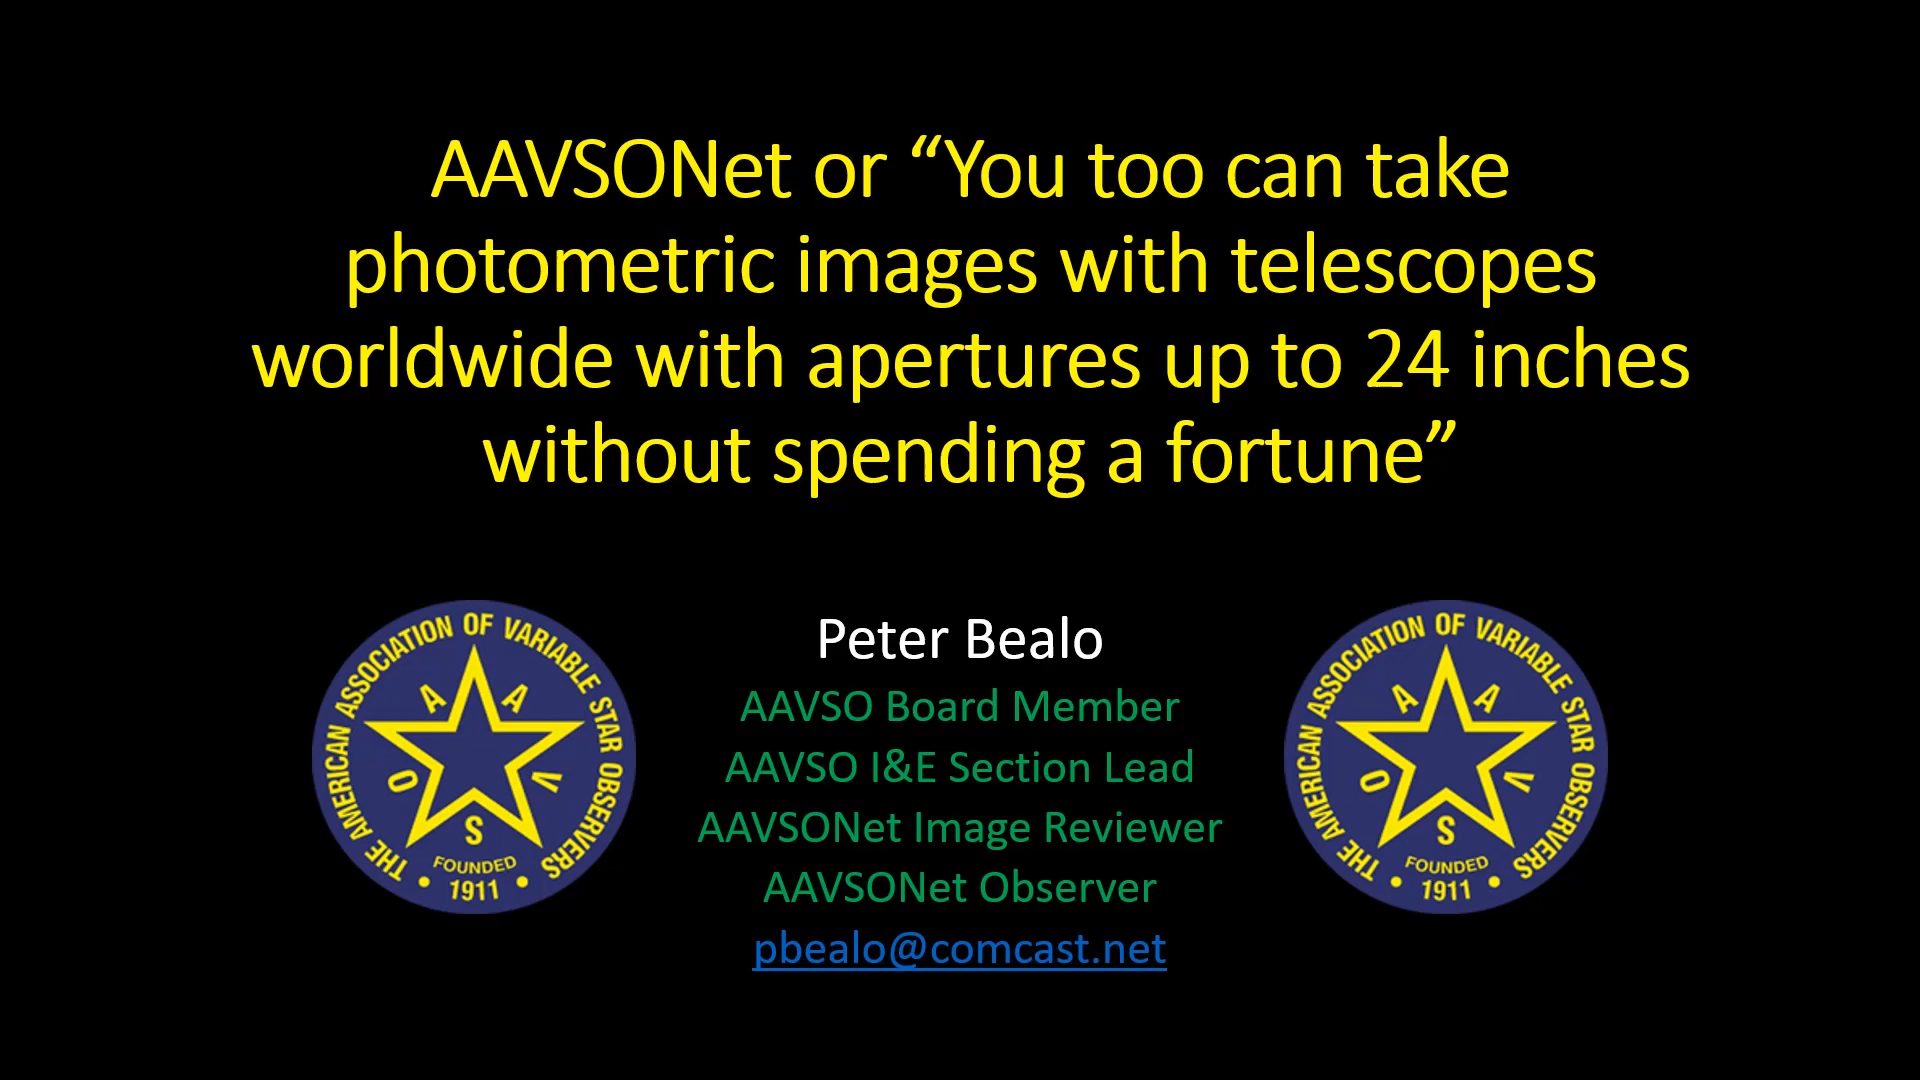 AAVSONet or “You too can take
photometric images with telescopes
worldwide with apertures up to 24 inches
without spending a fortune”
THE AMERICAN ASSOCIATION OF VARIABLE STAR OBSERVERS
A A V S O
FOUNDED
1911
Peter Bealo
AAVSO Board Member
AAVSO I&E Section Lead
AAVSONet Image Reviewer
AAVSONet Observer
pbealo@comcast.net
THE AMERICAN ASSOCIATION OF VARIABLE STAR OBSERVERS
A A V S O
FOUNDED
1911